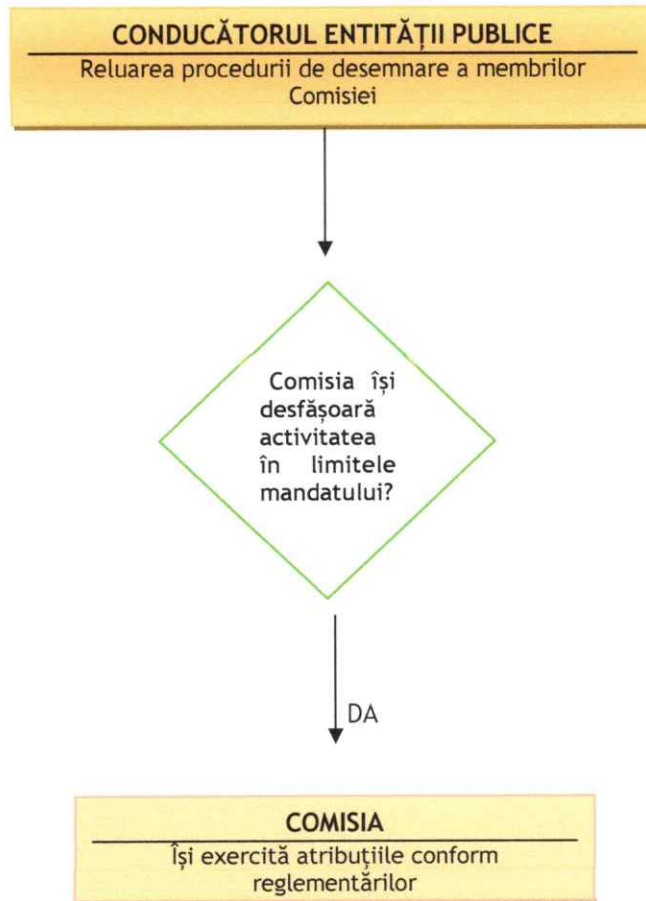 CONDUCĂTORUL ENTITĂȚII PUBLICE
Reluarea procedurii de desemnare a membrilor
Comisiei
Comisia își
desfășoară
activitatea
în limitele
mandatului?
DA
COMISIA
Își exercită atribuțiile conform
reglementărilor